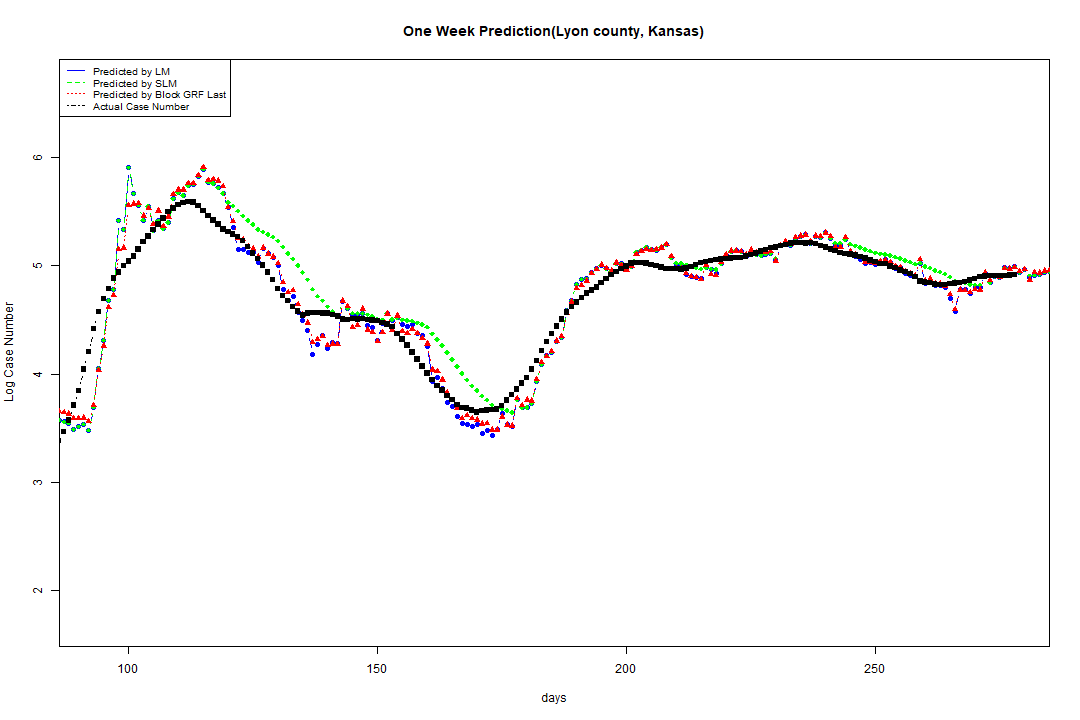 One Week Prediction(Lyon county, Kansas)
Predicted by LM
Predicted by SLM
Predicted by Block GRF Last
Actual Case Number
6
5
4
3
2
Log Case Number
100 150 200 250
days